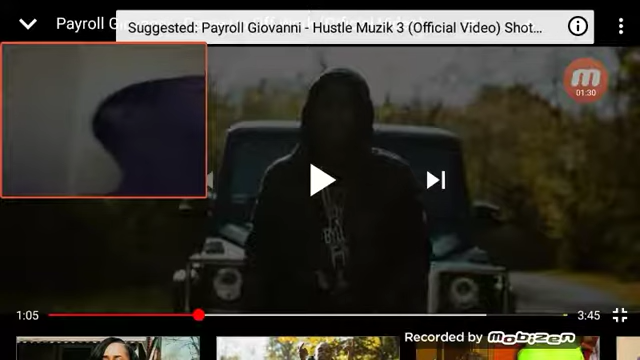 Payroll G
Suggested: Payroll Giovanni - Hustle Muzik 3 (Official Video) Shot...
01:30
1:05
3:45
Recorded by mobizen